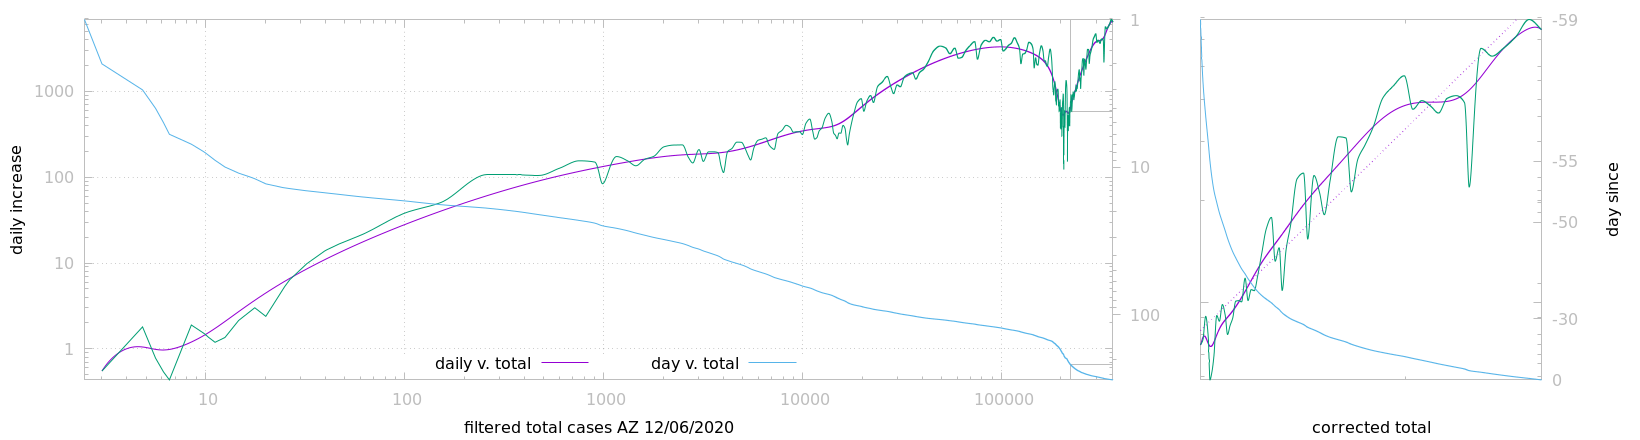 daily increase
1000
100
10
1
daily v. total
day v. total
10
100
1000
10000
100000
filtered total cases AZ 12/06/2020
1
10
100
-59
-55
-50
-30
0
day since
corrected total